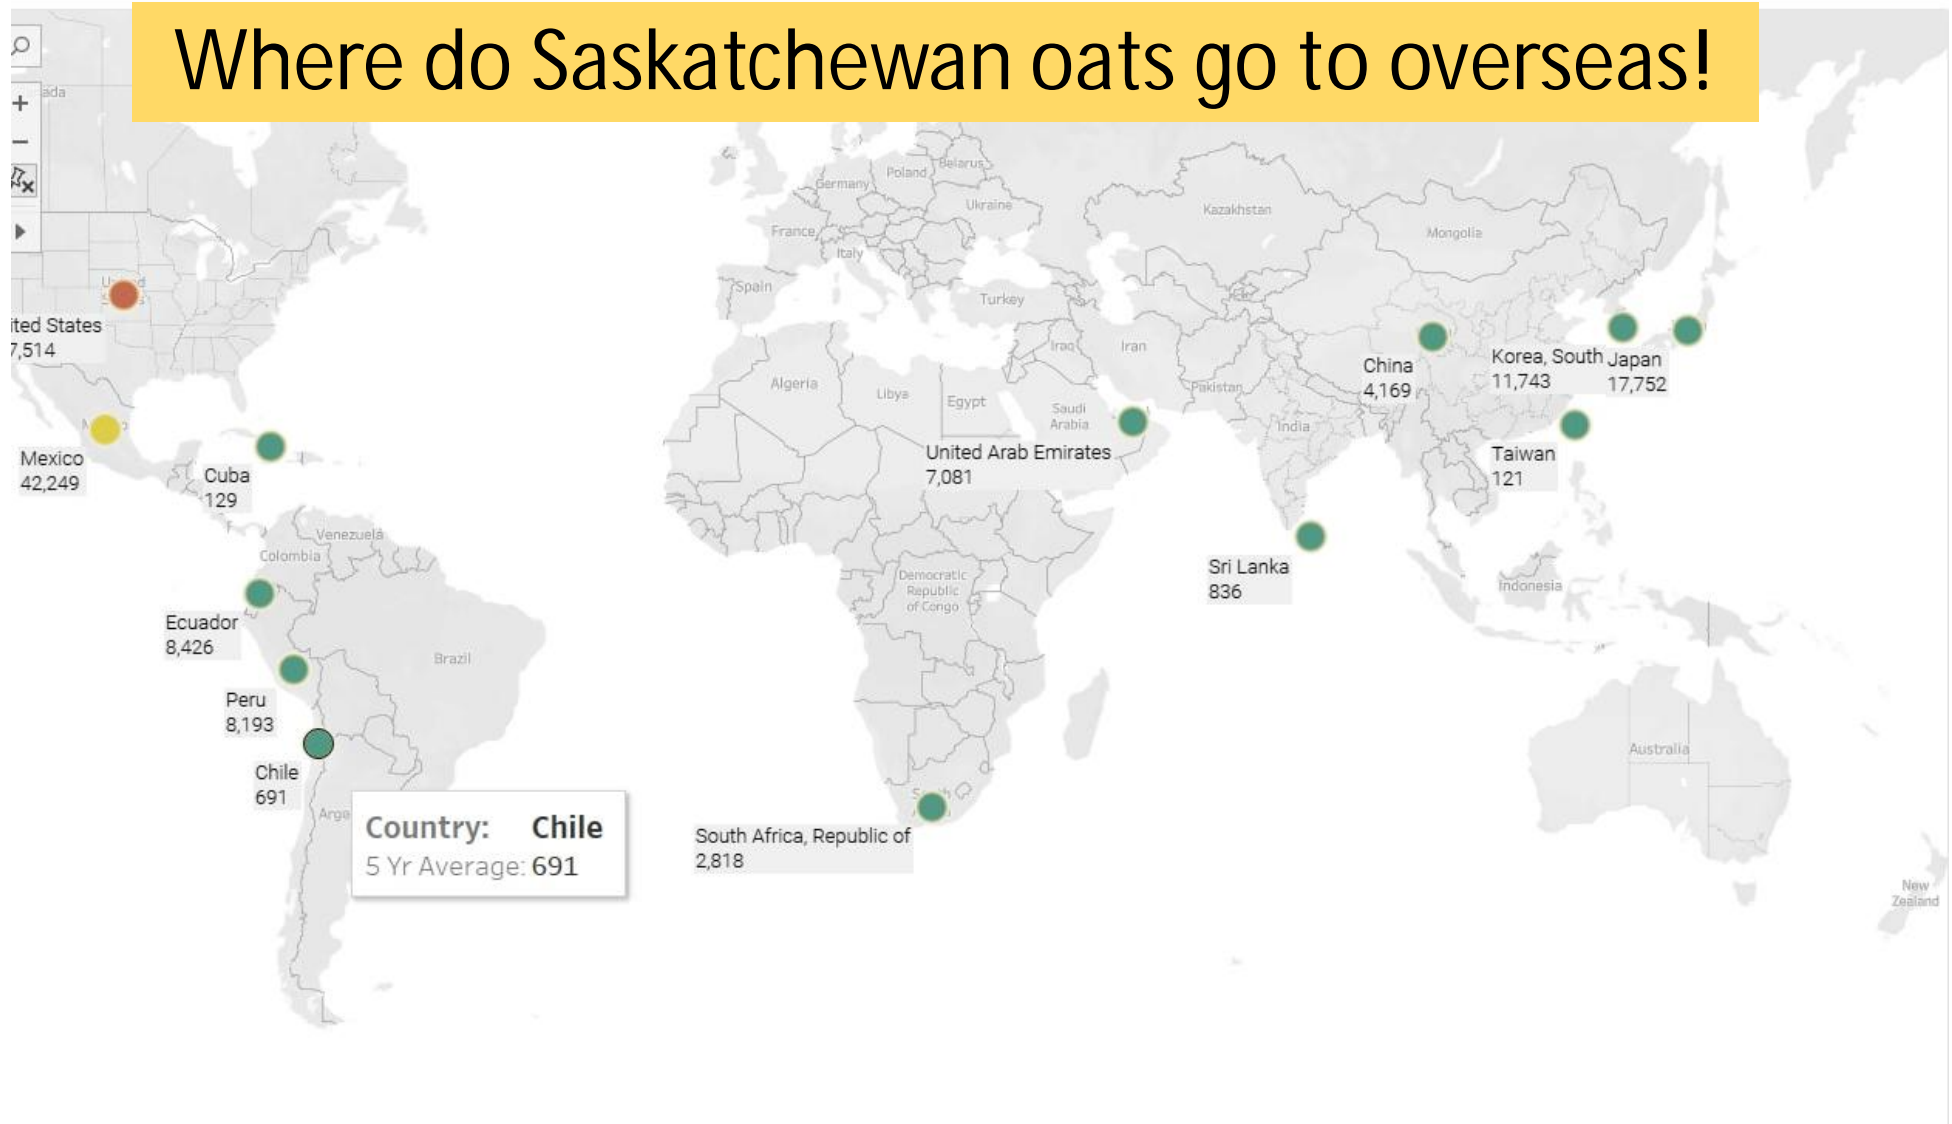 Where do Saskatchewan oats go to overseas!
ada
Belarus
Poland
Germany
Ukraine
Kazakhstan
France
Mongolia
Italy
Spain
Turkey
ited States
7,514
Iraq
Iran
China
4,169
Korea, South
11,743
Japan
17,752
Pakistan
Algeria
Libya
Egypt
Saudi
Arabia
India
United Arab Emirates
7,081
Mexico
42,249
Cuba
129
Taiwan
121
Venezuela
Colombia
Sri Lanka
836
Democratic
Republic
of Congo
Indonesia
Ecuador
8,426
Brazil
Peru
8,193
Australia
Chile
691
Arge
Country: Chile
5 Yr Average: 691
South Africa, Republic of
2,818
New
Zealand